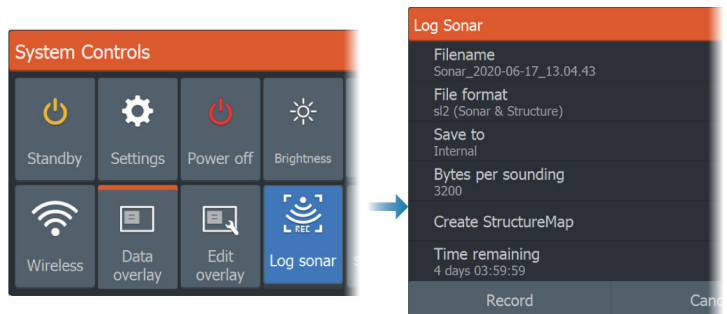 System Controls
Standby
Settings
Power off
Brightness
Wireless
Data
overlay
Edit
overlay
REC
Log sonar
Log Sonar
Filename
Sonar_2020-06-17_13.04.43
File format
sl2 (Sonar & Structure)
Save to
Internal
Bytes per sounding
3200
Create StructureMap
Time remaining
4 days 03:59:59
Record